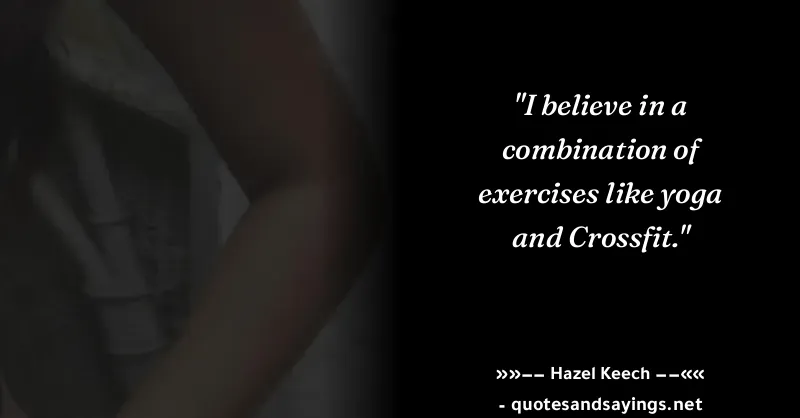 "I believe in a
combination of
exercises like yoga
and Crossfit."
»»−− Hazel Keech −−««
- quotesandsayings.net